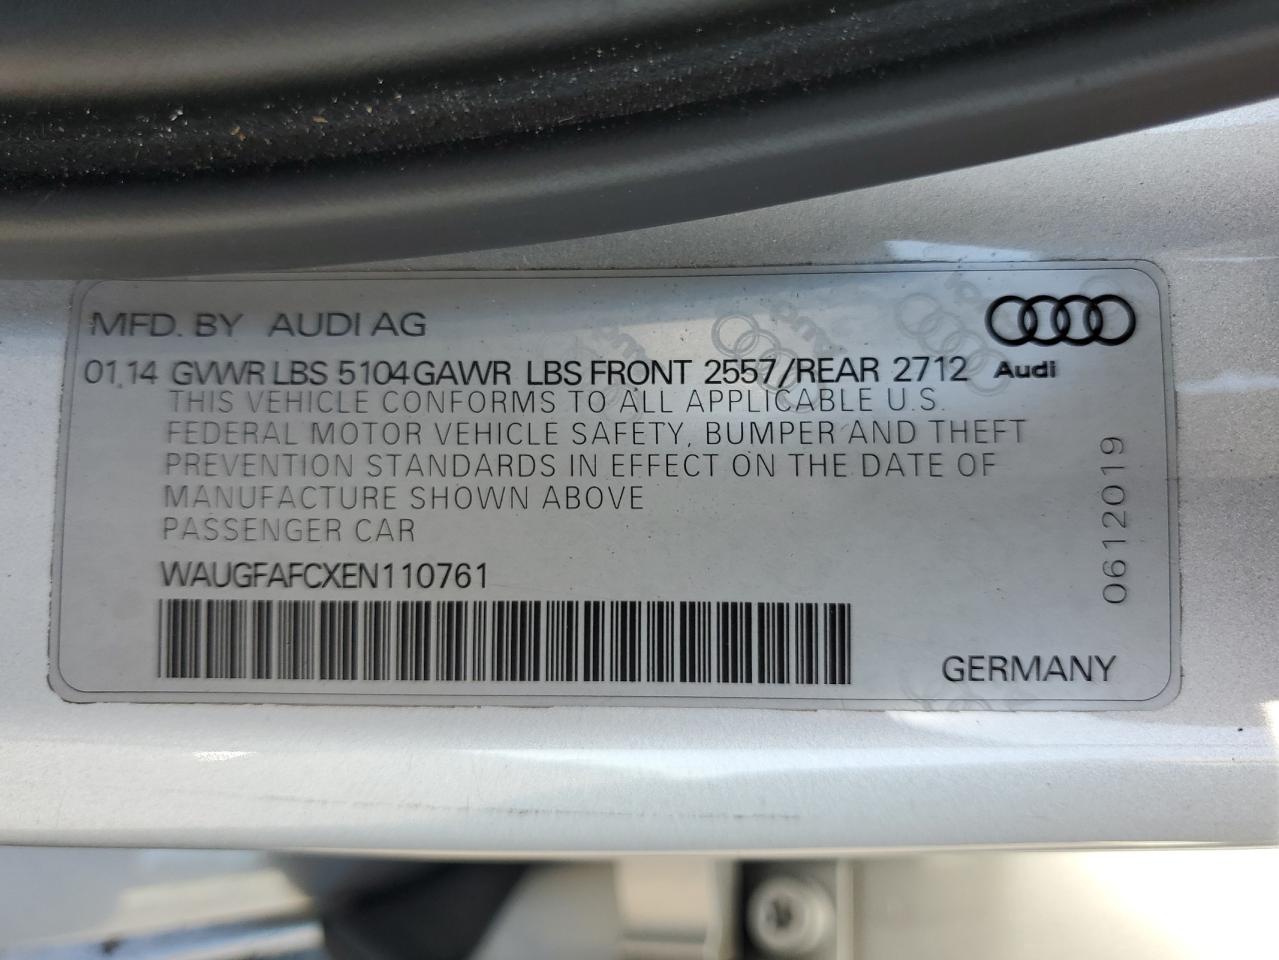 MFD. BY AUDI AG
01.14 GVWR LBS 5104 GAWR LBS FRONT 2557/REAR 2712 Audi
THIS VEHICLE CONFORMS TO ALL APPLICABLE U.S.
FEDERAL MOTOR VEHICLE SAFETY, BUMPER AND THEFT
PREVENTION STANDARDS IN EFFECT ON THE DATE OF
MANUFACTURE SHOWN ABOVE
PASSENGER CAR
WAUGFAFCXEN110761
0612019
GERMANY